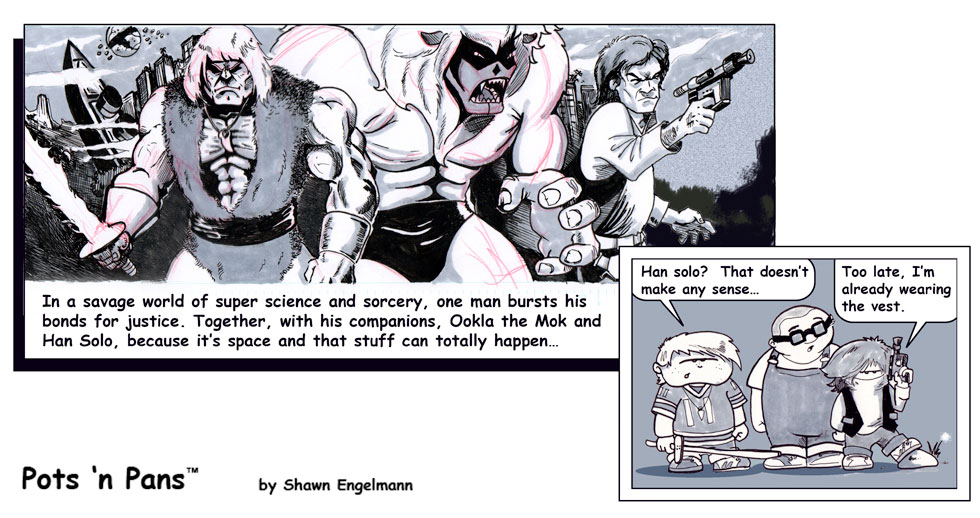 In a savage world of super science and sorcery, one man bursts his
bonds for justice. Together, with his companions, Ookla the Mok and
Han Solo, because it's space and that stuff can totally happen...
Han solo? That doesn't
make any sense...
Too late, I'm
already wearing
the vest.
Pots 'n Pans™
by Shawn Engelmann